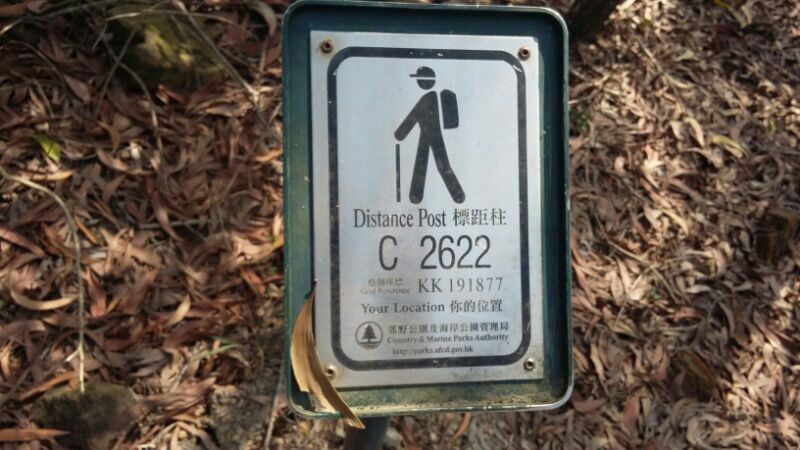 Distance Post 標距柱
C 2622
格網座標
Grid Reference KK 191877
Your Location 你的位置
郊野公園及海岸公園管理局
Country & Marine Parks Authority
http://parks.afcd.gov.hk